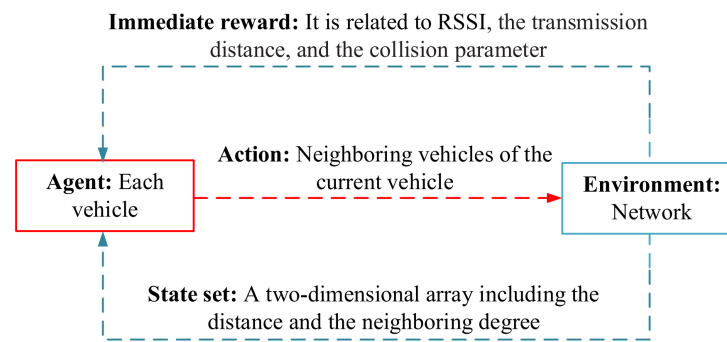 Immediate reward: It is related to RSSI, the transmission
distance, and the collision parameter
Action: Neighboring vehicles of the
current vehicle
Agent: Each
vehicle
Environment:
Network
State set: A two-dimensional array including the
distance and the neighboring degree